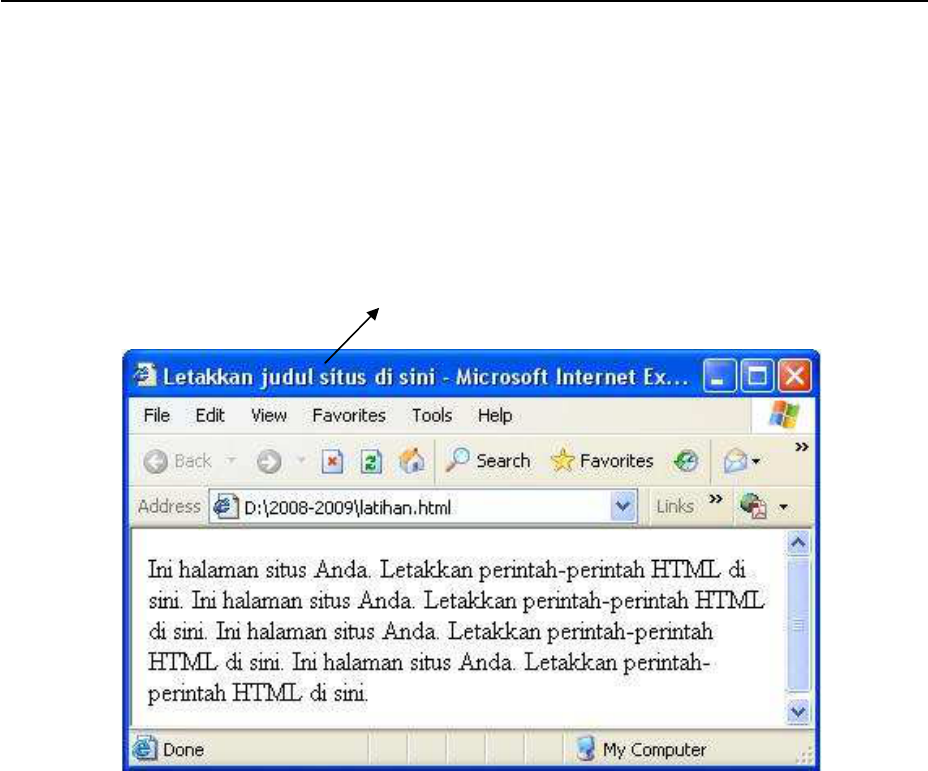 Letakkan judul situs di sini - Microsoft Internet Ex...
File Edit View Favorites Tools Help
Back Search Favorites »
Address D:\2008-2009\latihan.html Links »
Ini halaman situs Anda. Letakkan perintah-perintah HTML di
sini. Ini halaman situs Anda. Letakkan perintah-perintah HTML
di sini. Ini halaman situs Anda. Letakkan perintah-perintah
HTML di sini. Ini halaman situs Anda. Letakkan perintah-
perintah HTML di sini.
Done My Computer